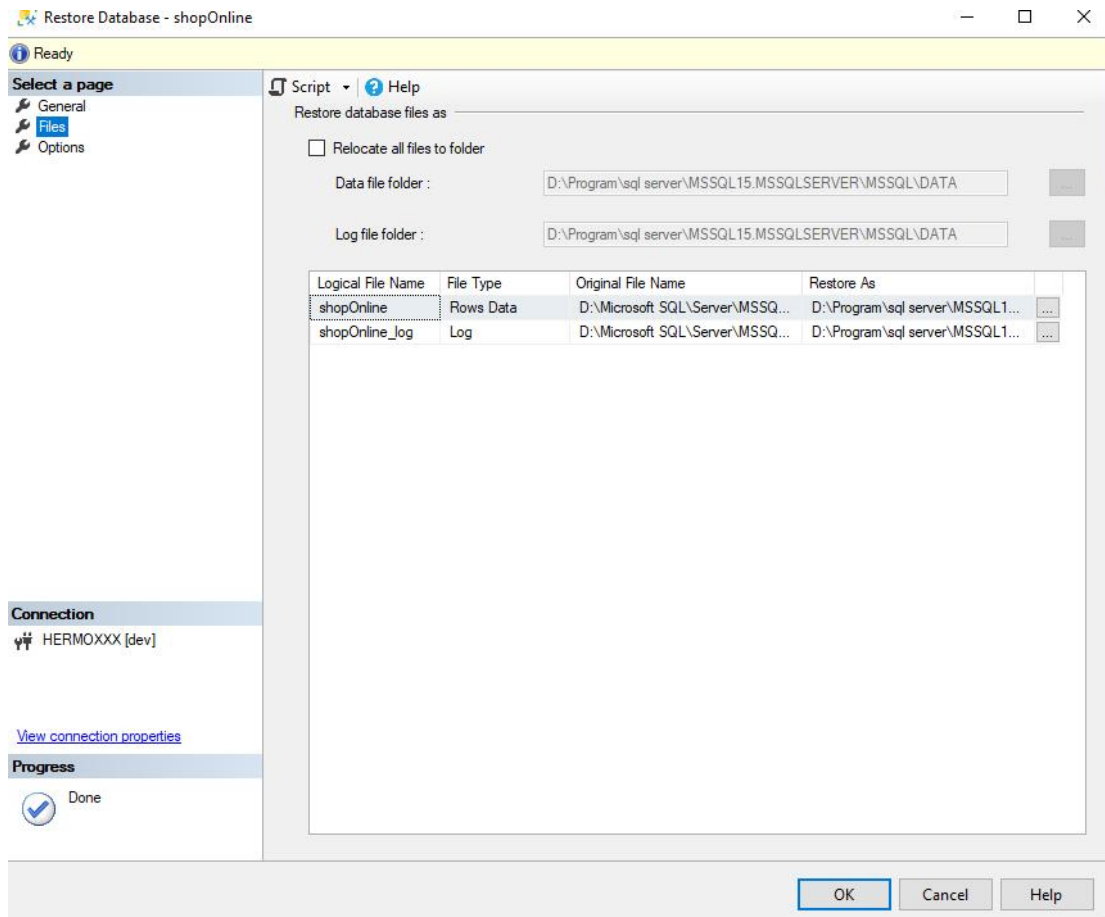 Restore Database - shopOnline
Ready
Select a page
General
Files
Options
Script Help
Restore database files as
Relocate all files to folder
Data file folder : D:\Program\sql server\MSSQL15.MSSQLSERVER\MSSQL\DATA ...
Log file folder : D:\Program\sql server\MSSQL15.MSSQLSERVER\MSSQL\DATA ...
Logical File Name File Type Original File Name Restore As
shopOnline Rows Data D:\Microsoft SQL\Server\MSSQ... D:\Program\sql server\MSSQL1... ...
shopOnline_log Log D:\Microsoft SQL\Server\MSSQ... D:\Program\sql server\MSSQL1... ...
Connection
HERMOXXX [dev]
View connection properties
Progress
Done
OK Cancel Help